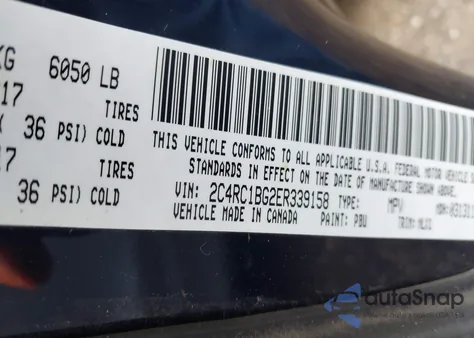 KG 6050 LB
17 TIRES
36 PSI) COLD
17 TIRES
36 PSI) COLD
THIS VEHICLE CONFORMS TO ALL APPLICABLE U.S.A. FEDERAL MOTOR VEHICLE
STANDARDS IN EFFECT ON THE DATE OF MANUFACTURE SHOWN ABOVE.
VIN: 2C4RC1BG2ER339158 TYPE: MPV
VEHICLE MADE IN CANADA PAINT: PBU TRIM:
autoSnap